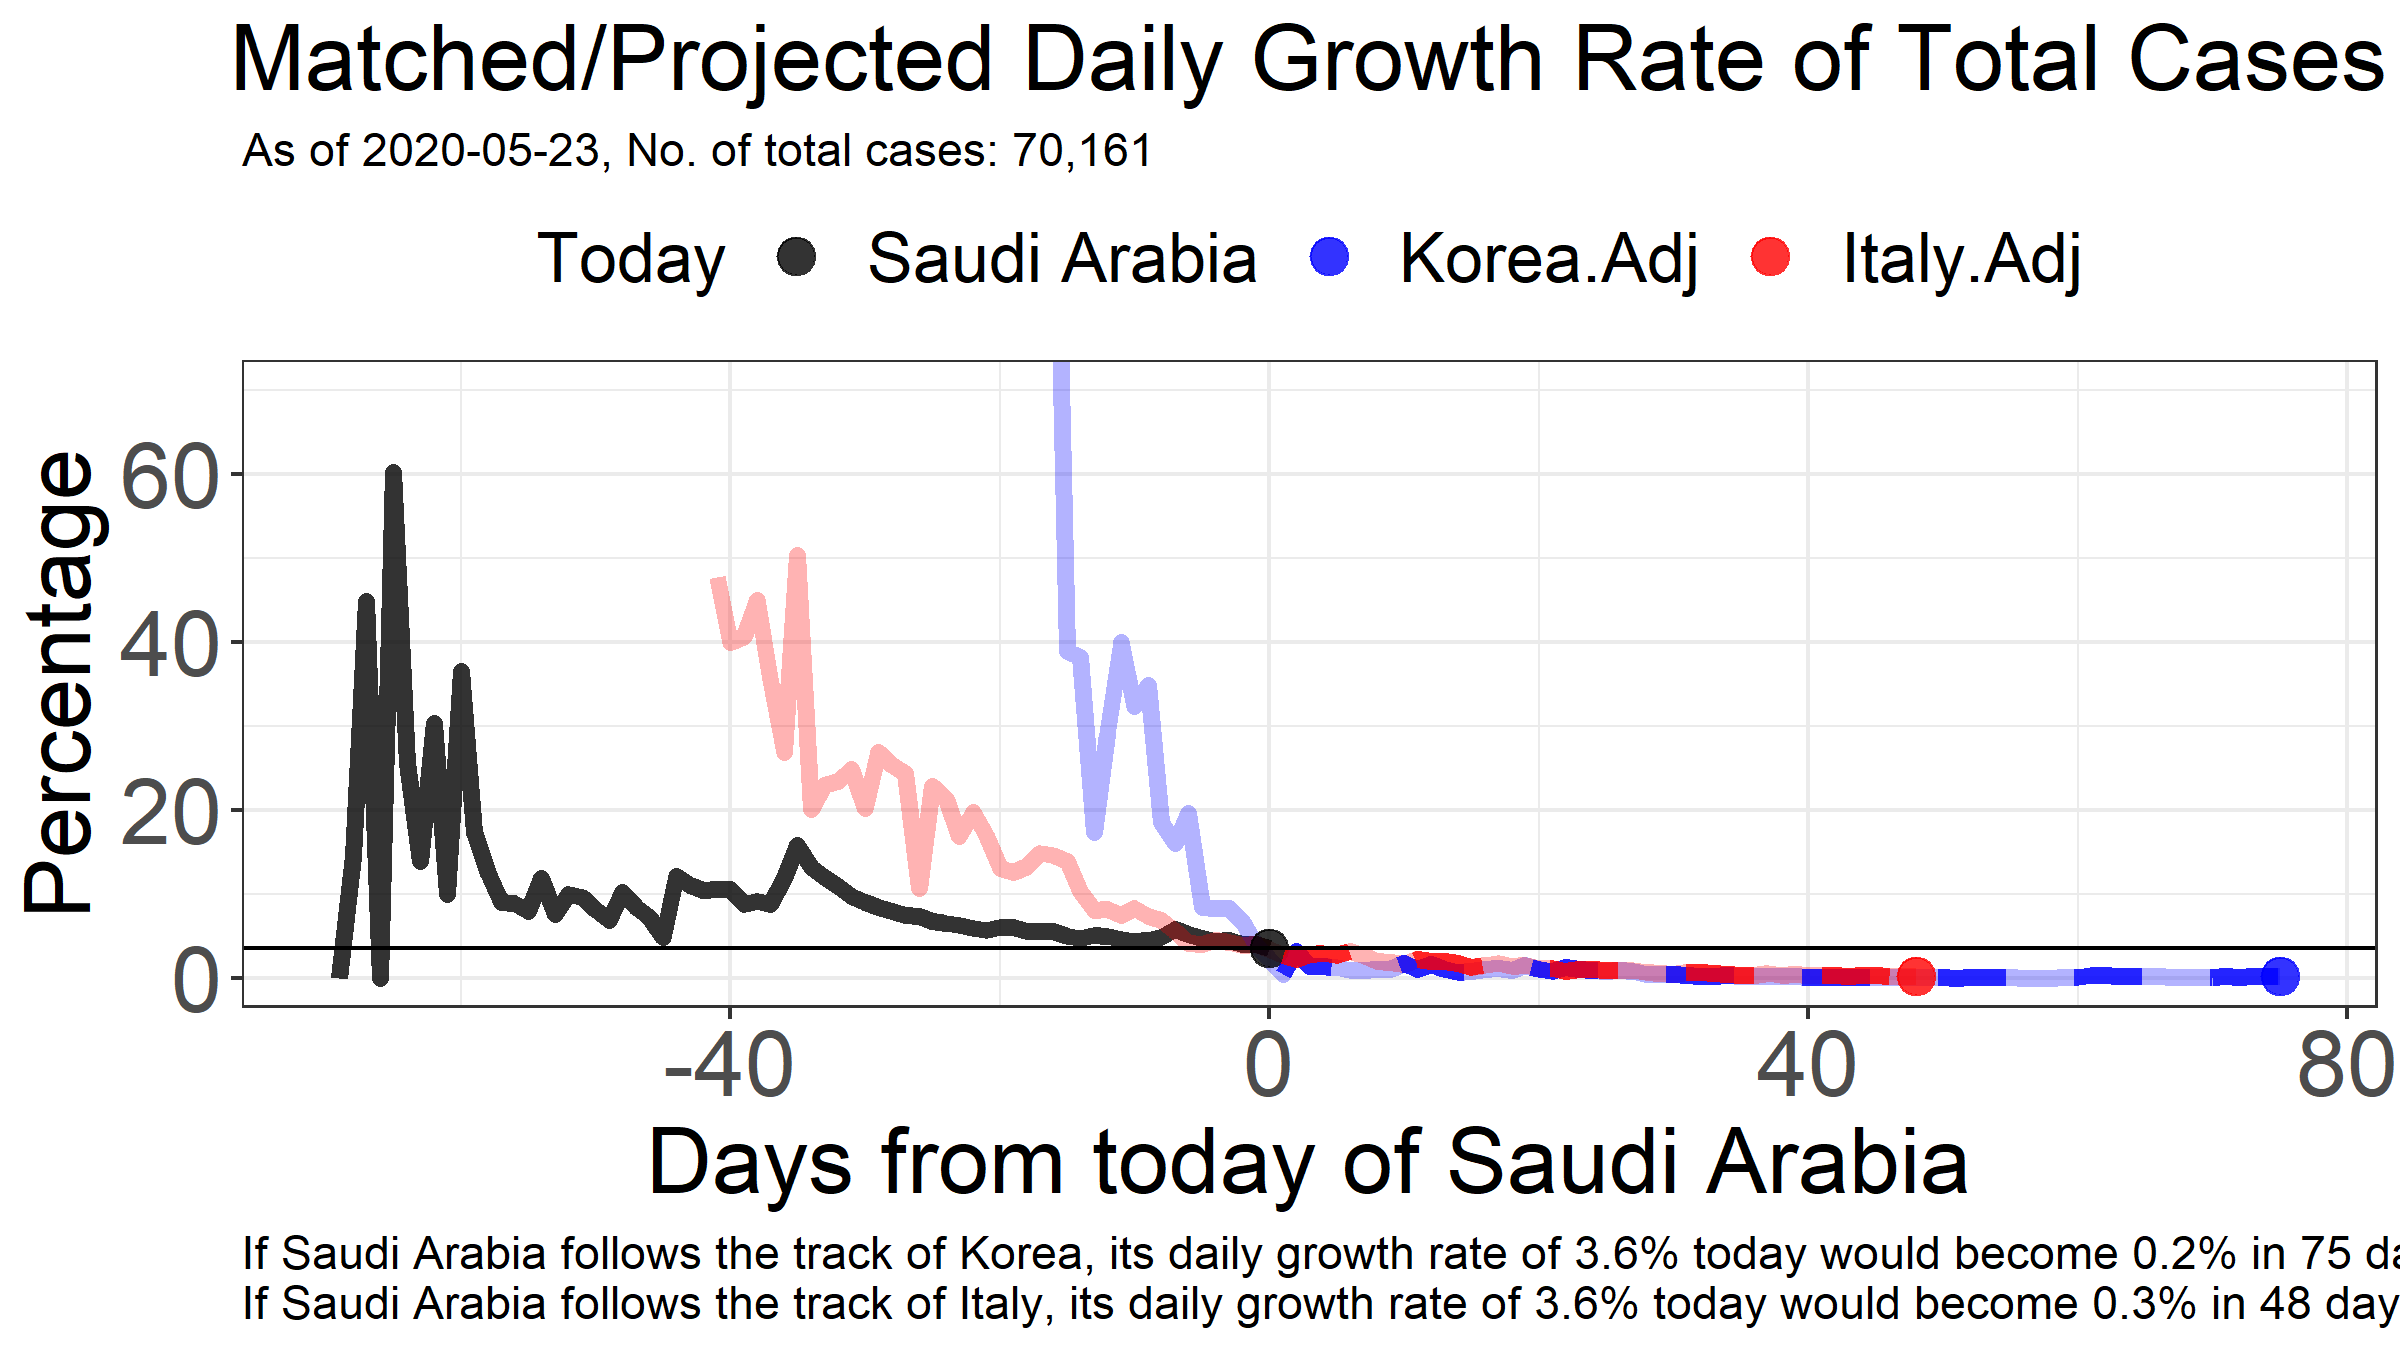 Matched/Projected Daily Growth Rate of Total Cases
As of 2020-05-23, No. of total cases: 70,161
Today Saudi Arabia Korea.Adj Italy.Adj
Percentage
60
40
20
0
-40 0 40 80
Days from today of Saudi Arabia
If Saudi Arabia follows the track of Korea, its daily growth rate of 3.6% today would become 0.2% in 75 da
If Saudi Arabia follows the track of Italy, its daily growth rate of 3.6% today would become 0.3% in 48 day